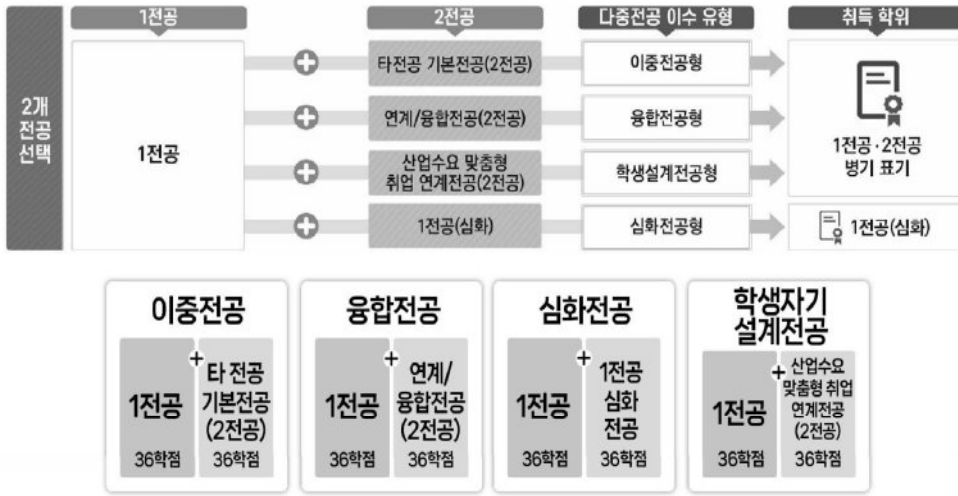 1전공
2전공
다중전공 이수 유형
취득 학위
2개
전공
선택
1전공
타전공 기본전공(2전공)
이중전공형
연계/융합전공(2전공)
융합전공형
산업수요 맞춤형
취업 연계전공(2전공)
학생설계전공형
1전공(심화)
심화전공형
1전공·2전공
병기 표기
1전공(심화)
이중전공
1전공
36학점
+
타 전공
기본전공
(2전공)
36학점
융합전공
1전공
36학점
+
연계/
융합전공
(2전공)
36학점
심화전공
1전공
36학점
+
1전공
심화
전공
36학점
학생자기
설계전공
1전공
36학점
+
산업수요
맞춤형 취업
연계전공
(2전공)
36학점